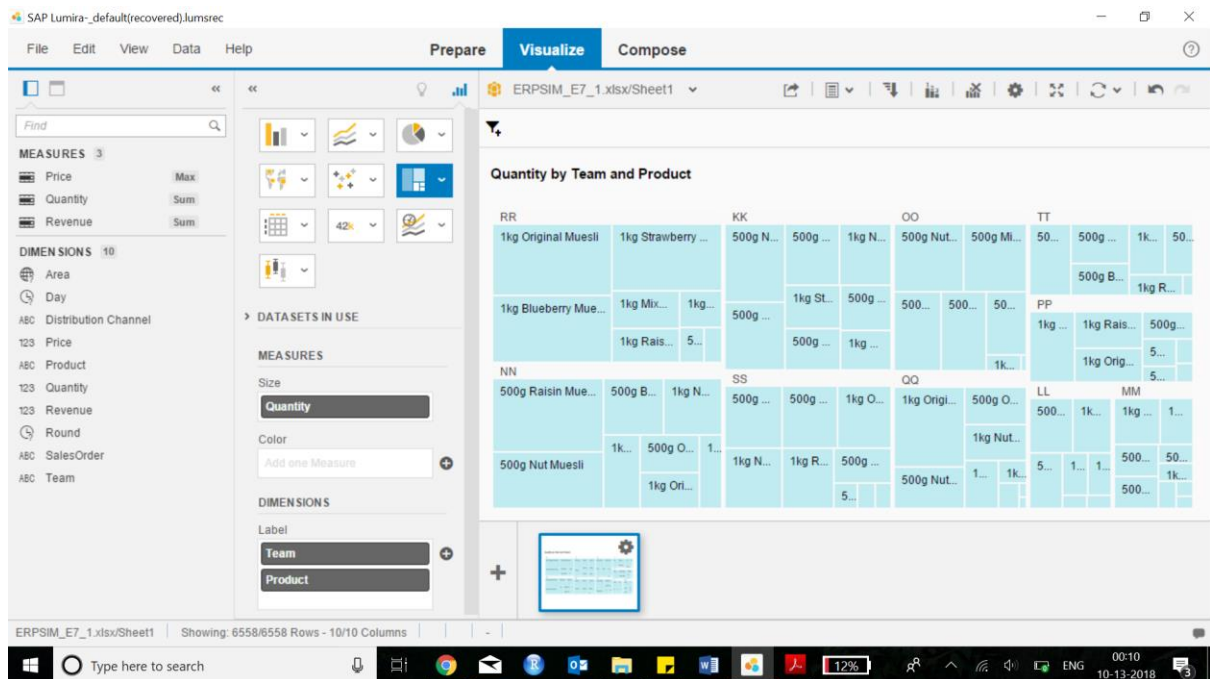 SAP Lumira-_default(recovered).lumsrec
File Edit View Data Help Prepare Visualize Compose
ERPSIM_E7_1.xlsx/Sheet1
Find
MEASURES 3
Price Max
Quantity Sum
Revenue Sum
DIMENSIONS 10
Area
Day
ABC Distribution Channel
123 Price
ABC Product
123 Quantity
123 Revenue
Round
ABC SalesOrder
ABC Team
42k
DATASETS IN USE
MEASURES
Size
Quantity
Color
Add one Measure
DIMENSIONS
Label
Team
Product
Quantity by Team and Product
RR
1kg Original Muesli 1kg Strawberry ...
1kg Blueberry Mue... 1kg Mix... 1kg...
1kg Rais... 5...
KK
500g N... 500g ... 1kg N...
1kg St... 500g ...
500g ...
500g ... 1kg ...
OO
500g Nut... 500g Mi...
500... 500... 50...
1k...
TT
50... 500g ... 1k... 50...
500g B...
1kg R...
PP
1kg ... 1kg Rais... 500g...
1kg Orig... 5...
5...
NN
500g Raisin Mue... 500g B... 1kg N...
1k... 500g O... 1...
500g Nut Muesli
1kg Ori...
SS
500g ... 500g ... 1kg O...
1kg N... 1kg R... 500g ...
5...
QQ
1kg Origi... 500g O...
1kg Nut...
500g Nut... 1... 1k...
LL
500... 1k...
5... 1... 1...
MM
1kg ... 1...
500... 50...
1k...
500...
ERPSIM_E7_1.xlsx/Sheet1 Showing: 6558/6558 Rows - 10/10 Columns -
Type here to search 12% ENG 00:10
10-13-2018
3